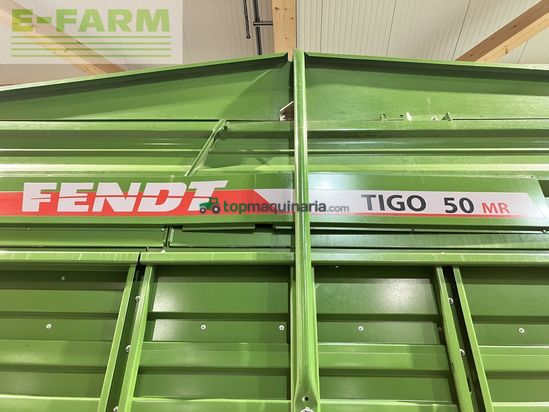 E-FARM
FENDT
topmaquinaria.com
TIGO 50 MR